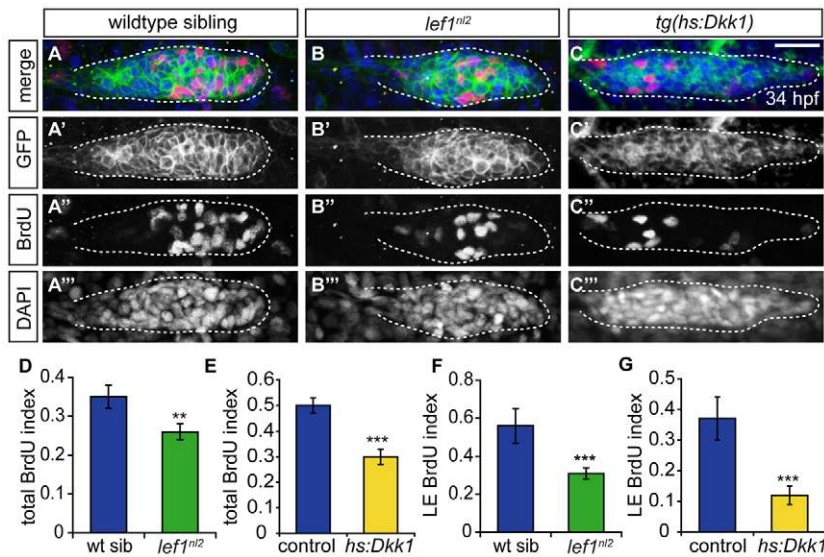 wildtype sibling
lef1nl2
tg(hs:Dkk1)
merge
A
B
C
34 hpf
GFP
A'
B'
C'
BrdU
A''
B''
C''
DAPI
A'''
B'''
C'''
D
total BrdU index
0.4
0.3
0.2
0.1
0
**
wt sib
lef1nl2
E
total BrdU index
0.6
0.5
0.4
0.3
0.2
0.1
0
***
control
hs:Dkk1
F
LE BrdU index
0.8
0.6
0.4
0.2
0
***
wt sib
lef1nl2
G
LE BrdU index
0.5
0.4
0.3
0.2
0.1
0
***
control
hs:Dkk1